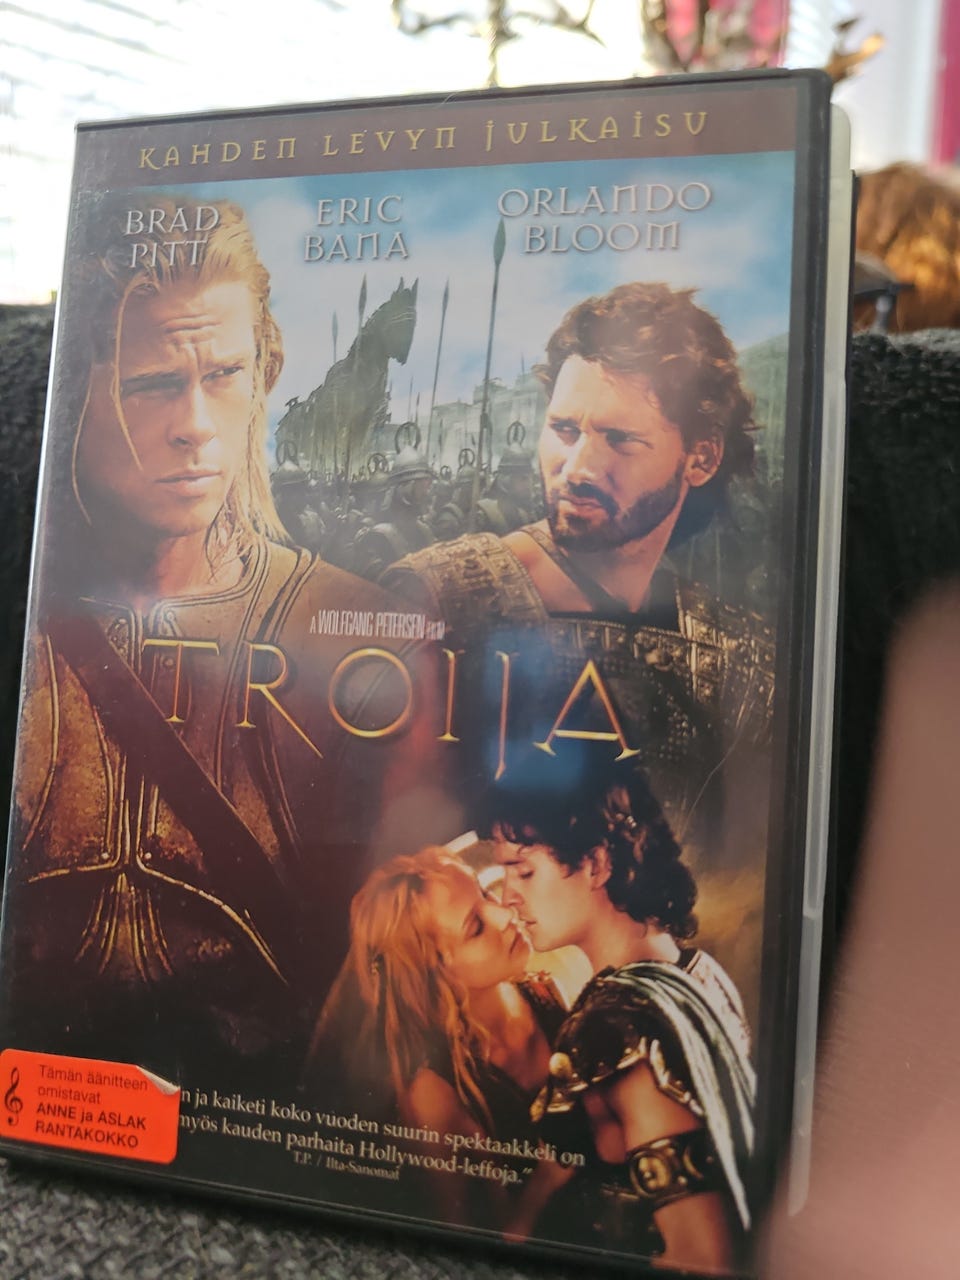 KAHDEN LEVYN JULKAISU
BRAD PITT
ERIC BANA
ORLANDO BLOOM
A WOLFGANG PETERSEN FILM
TROIJA
Tämän äänitteen
omistavat
ANNE ja ASLAK
RANTAKOKKO
n ja kaiketi koko vuoden suurin spektaakkeli on
myös kauden parhaita Hollywood-leffoja."
T.P. / Ilta-Sanomat